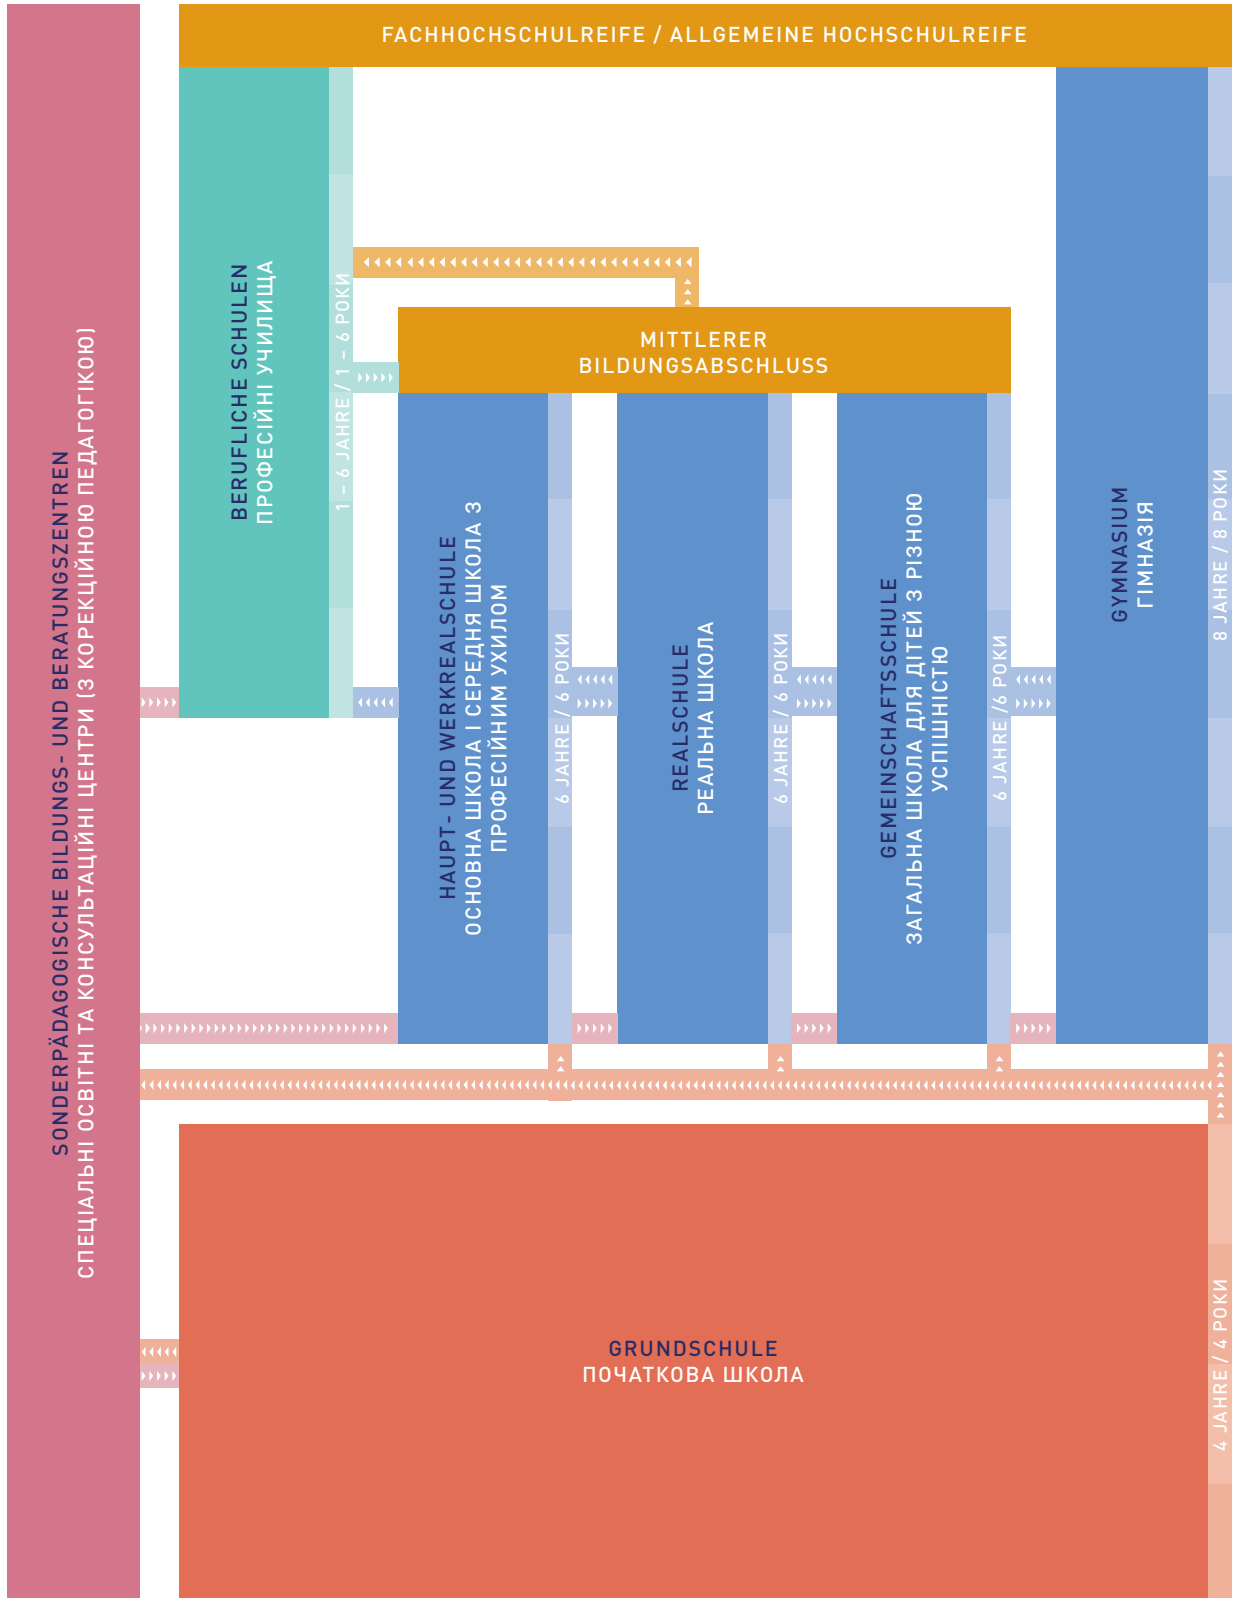 FACHHOCHSCHULREIFE / ALLGEMEINE HOCHSCHULREIFE
SONDERPÄDAGOGISCHE BILDUNGS- UND BERATUNGSZENTREN
СПЕЦІАЛЬНІ ОСВІТНІ ТА КОНСУЛЬТАЦІЙНІ ЦЕНТРИ (З КОРЕКЦІЙНОЮ ПЕДАГОГІКОЮ)
BERUFLICHE SCHULEN
ПРОФЕСІЙНІ УЧИЛИЩА
1 – 6 JAHRE / 1 – 6 РОКИ
MITTLERER
BILDUNGSABSCHLUSS
HAUPT- UND WERKREALSCHULE
ОСНОВНА ШКОЛА І СЕРЕДНЯ ШКОЛА З
ПРОФЕСІЙНИМ УХИЛОМ
6 JAHRE / 6 РОКИ
REALSCHULE
РЕАЛЬНА ШКОЛА
6 JAHRE / 6 РОКИ
GEMEINSCHAFTSSCHULE
ЗАГАЛЬНА ШКОЛА ДЛЯ ДІТЕЙ З РІЗНОЮ
УСПІШНІСТЮ
6 JAHRE /6 РОКИ
GYMNASIUM
ГІМНАЗІЯ
8 JAHRE / 8 РОКИ
GRUNDSCHULE
ПОЧАТКОВА ШКОЛА
4 JAHRE / 4 РОКИ